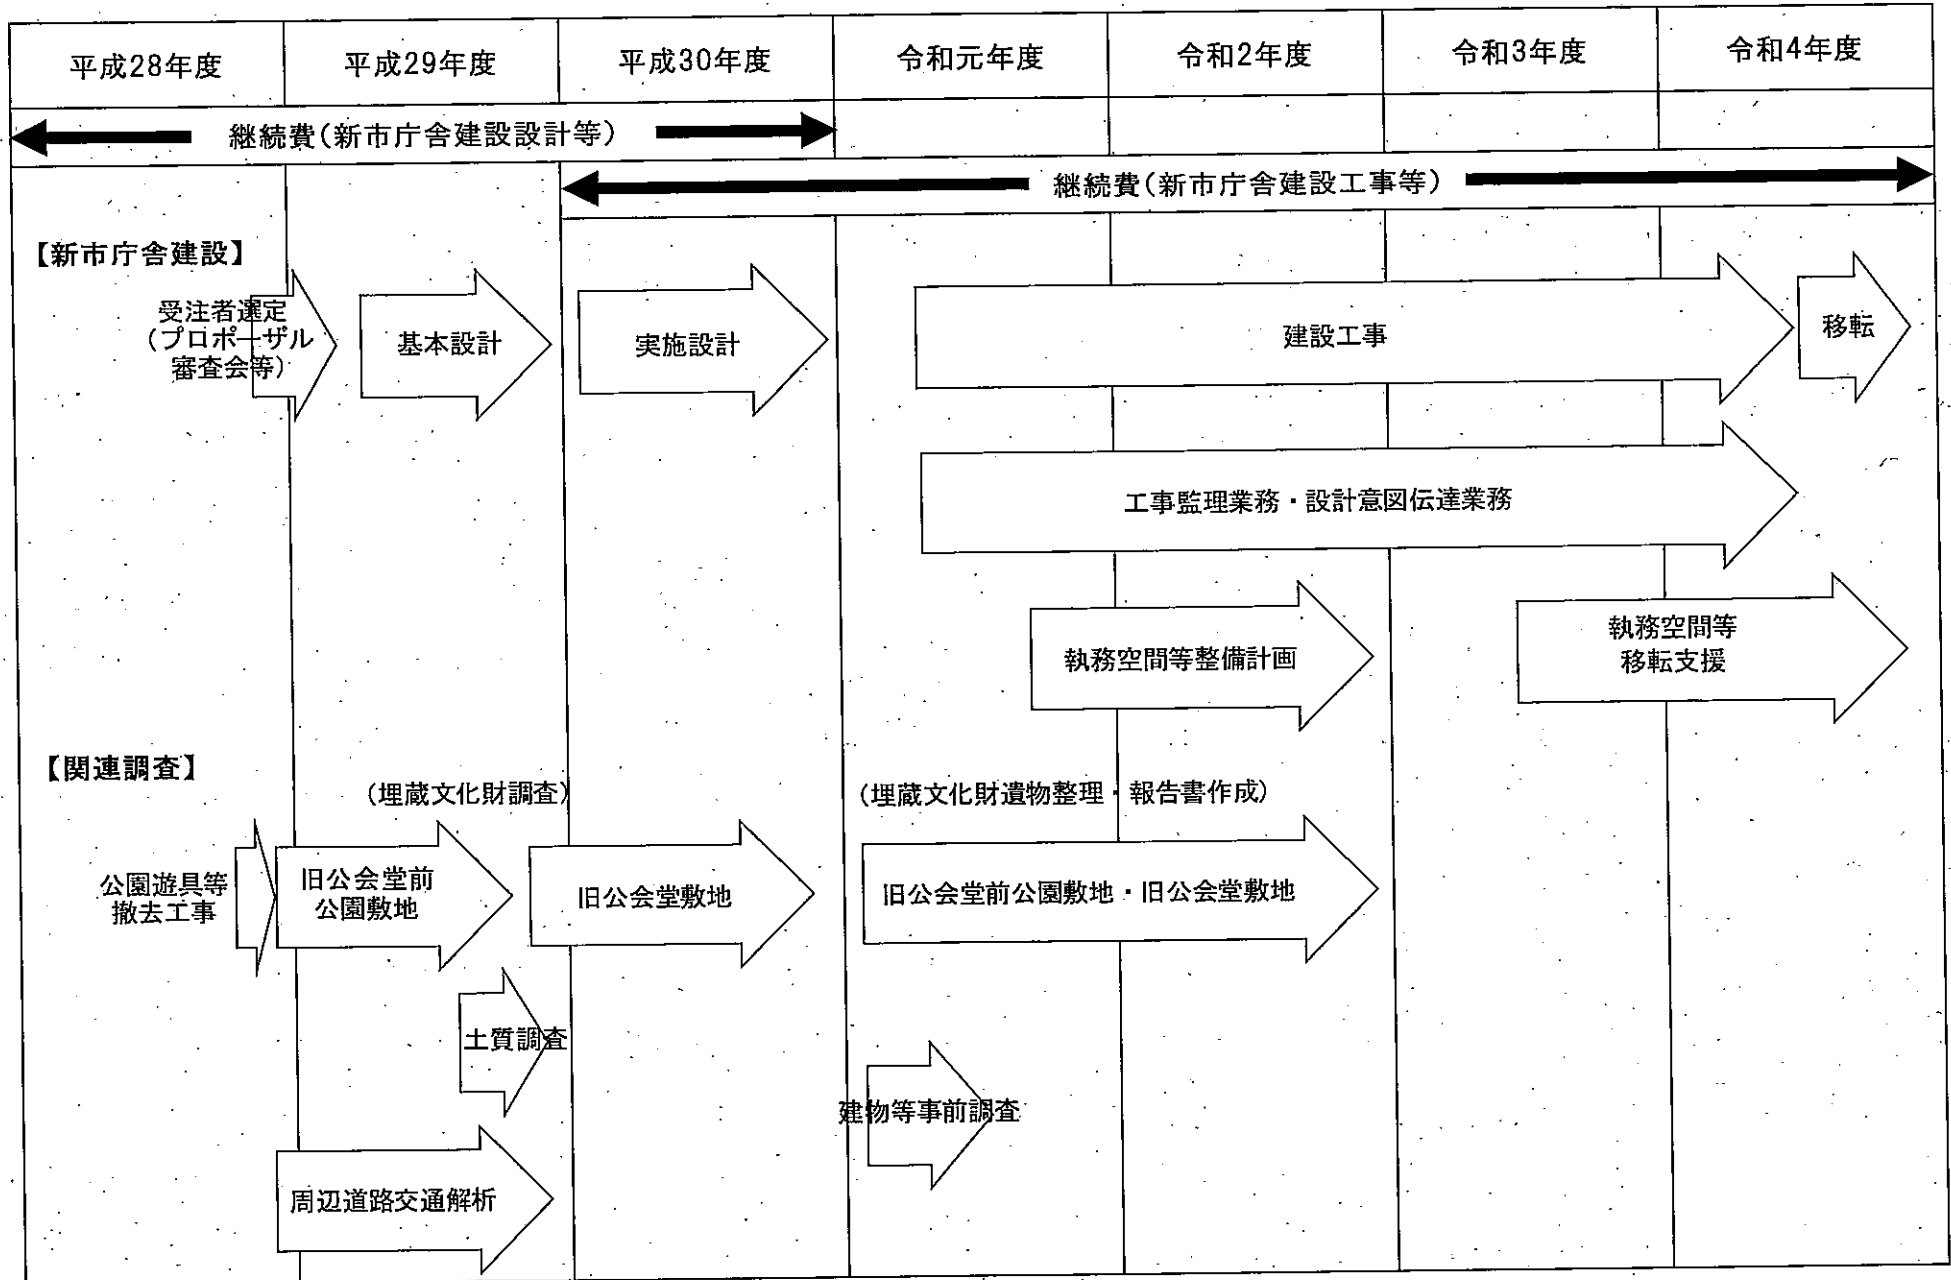 平成28年度
平成29年度
平成30年度
令和元年度
令和2年度
令和3年度
令和4年度
継続費(新市庁舎建設設計等)
継続費(新市庁舎建設工事等)
【新市庁舎建設】
受注者選定
(プロポーザル
審査会等)
基本設計
実施設計
建設工事
移転
工事監理業務・設計意図伝達業務
執務空間等整備計画
執務空間等
移転支援
【関連調査】
(埋蔵文化財調査)
(埋蔵文化財遺物整理・報告書作成)
公園遊具等
撤去工事
旧公会堂前
公園敷地
旧公会堂敷地
旧公会堂前公園敷地・旧公会堂敷地
土質調査
建物等事前調査
周辺道路交通解析